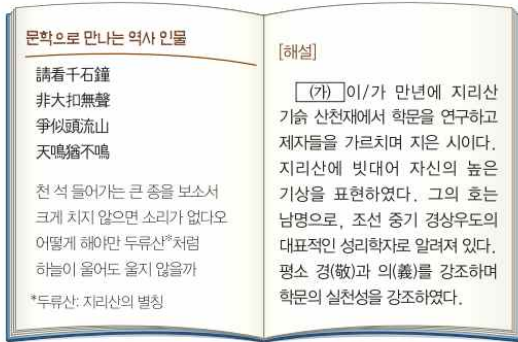 문학으로 만나는 역사 인물
請看千石鐘
非大扣無聲
爭似頭流山
天鳴猶不鳴
천 석 들어가는 큰 종을 보소서
크게 치지 않으면 소리가 없다오
어떻게 해야만 두류산*처럼
하늘이 울어도 울지 않을까
*두류산: 지리산의 별칭
[해설]
(가) 이/가 만년에 지리산
기슭 산천재에서 학문을 연구하고
제자들을 가르치며 지은 시이다.
지리산에 빗대어 자신의 높은
기상을 표현하였다. 그의 호는
남명으로, 조선 중기 경상우도의
대표적인 성리학자로 알려져 있다.
평소 경(敬)과 의(義)를 강조하며
학문의 실천성을 강조하였다.